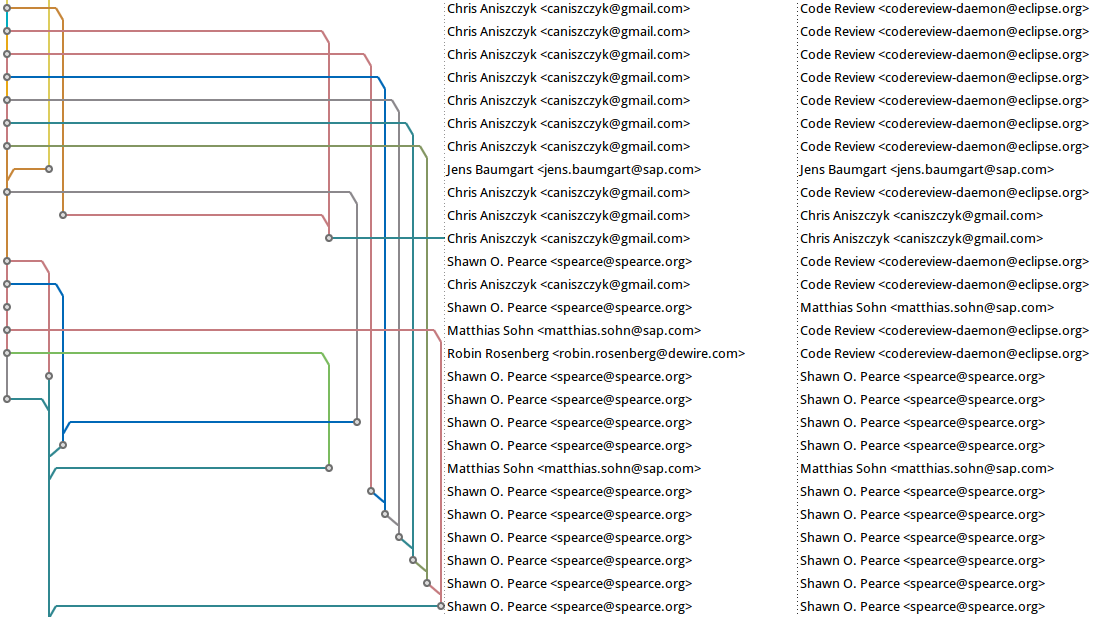 Chris Aniszczyk <caniszczyk@gmail.com> Code Review <codereview-daemon@eclipse.org>
Chris Aniszczyk <caniszczyk@gmail.com> Code Review <codereview-daemon@eclipse.org>
Chris Aniszczyk <caniszczyk@gmail.com> Code Review <codereview-daemon@eclipse.org>
Chris Aniszczyk <caniszczyk@gmail.com> Code Review <codereview-daemon@eclipse.org>
Chris Aniszczyk <caniszczyk@gmail.com> Code Review <codereview-daemon@eclipse.org>
Chris Aniszczyk <caniszczyk@gmail.com> Code Review <codereview-daemon@eclipse.org>
Chris Aniszczyk <caniszczyk@gmail.com> Code Review <codereview-daemon@eclipse.org>
Jens Baumgart <jens.baumgart@sap.com> Jens Baumgart <jens.baumgart@sap.com>
Chris Aniszczyk <caniszczyk@gmail.com> Code Review <codereview-daemon@eclipse.org>
Chris Aniszczyk <caniszczyk@gmail.com> Chris Aniszczyk <caniszczyk@gmail.com>
Chris Aniszczyk <caniszczyk@gmail.com> Chris Aniszczyk <caniszczyk@gmail.com>
Shawn O. Pearce <spearce@spearce.org> Code Review <codereview-daemon@eclipse.org>
Chris Aniszczyk <caniszczyk@gmail.com> Code Review <codereview-daemon@eclipse.org>
Shawn O. Pearce <spearce@spearce.org> Matthias Sohn <matthias.sohn@sap.com>
Matthias Sohn <matthias.sohn@sap.com> Code Review <codereview-daemon@eclipse.org>
Robin Rosenberg <robin.rosenberg@dewire.com> Code Review <codereview-daemon@eclipse.org>
Shawn O. Pearce <spearce@spearce.org> Shawn O. Pearce <spearce@spearce.org>
Shawn O. Pearce <spearce@spearce.org> Shawn O. Pearce <spearce@spearce.org>
Shawn O. Pearce <spearce@spearce.org> Shawn O. Pearce <spearce@spearce.org>
Shawn O. Pearce <spearce@spearce.org> Shawn O. Pearce <spearce@spearce.org>
Matthias Sohn <matthias.sohn@sap.com> Matthias Sohn <matthias.sohn@sap.com>
Shawn O. Pearce <spearce@spearce.org> Shawn O. Pearce <spearce@spearce.org>
Shawn O. Pearce <spearce@spearce.org> Shawn O. Pearce <spearce@spearce.org>
Shawn O. Pearce <spearce@spearce.org> Shawn O. Pearce <spearce@spearce.org>
Shawn O. Pearce <spearce@spearce.org> Shawn O. Pearce <spearce@spearce.org>
Shawn O. Pearce <spearce@spearce.org> Shawn O. Pearce <spearce@spearce.org>
Shawn O. Pearce <spearce@spearce.org> Shawn O. Pearce <spearce@spearce.org>